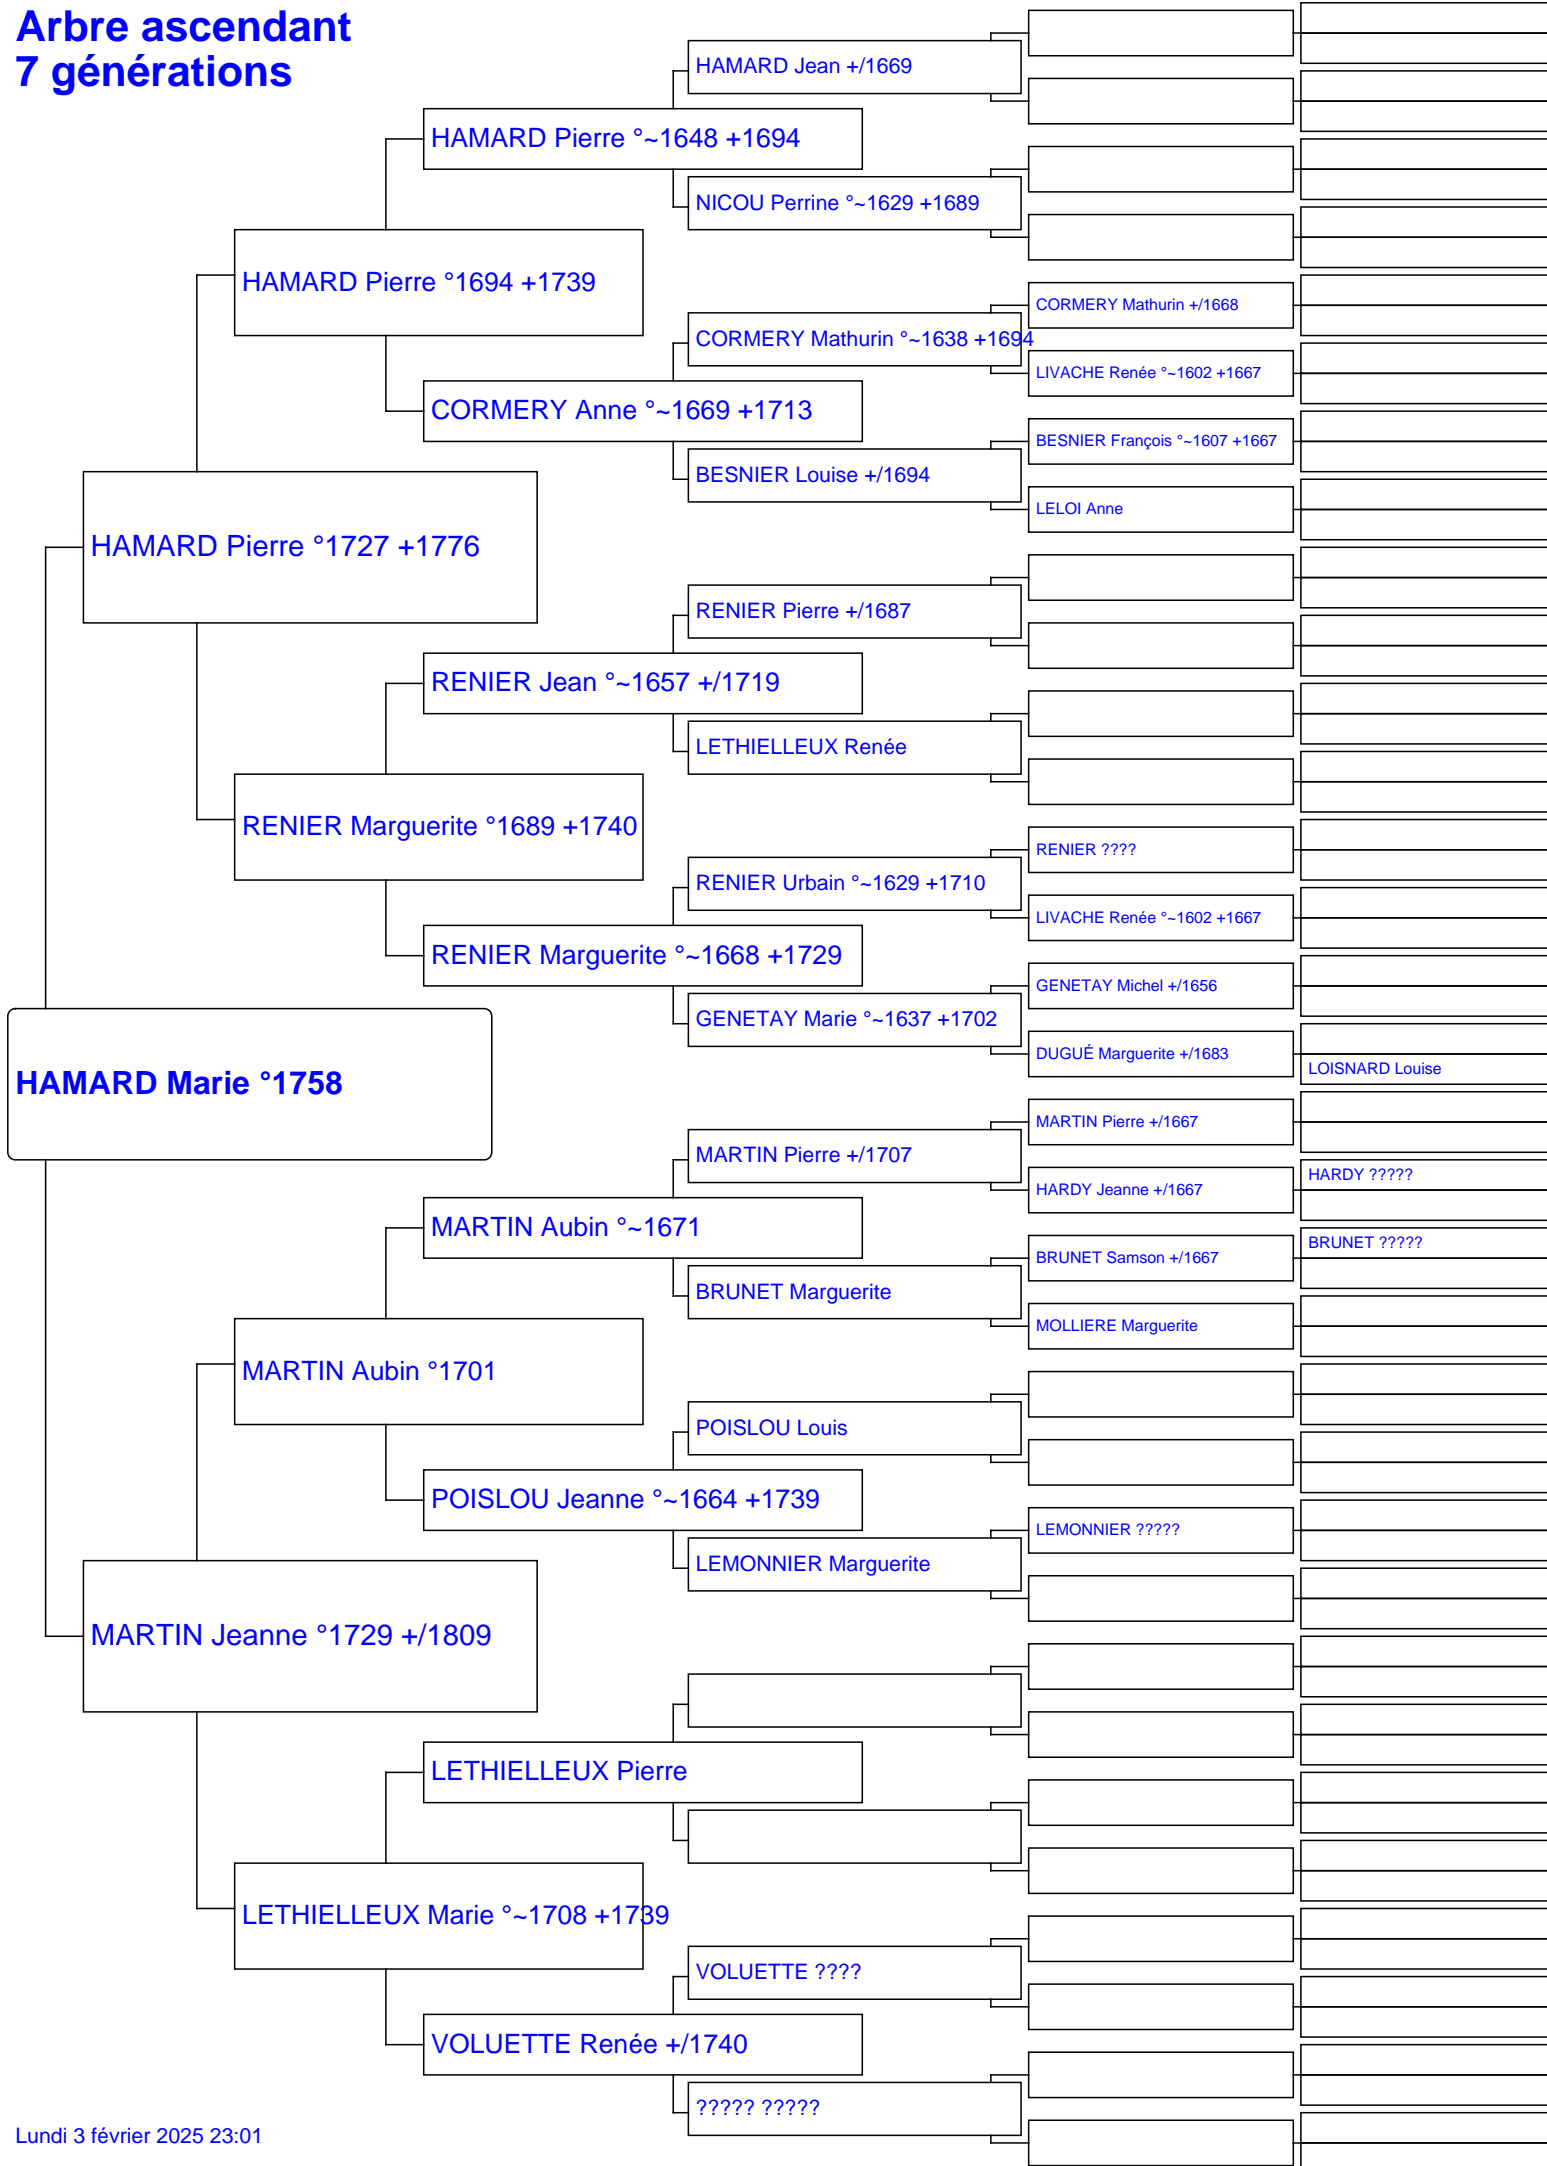 Arbre ascendant
7 générations
HAMARD Jean +/1669
HAMARD Pierre °~1648 +1694
NICOU Perrine °~1629 +1689
HAMARD Pierre °1694 +1739
CORMERY Mathurin +/1668
CORMERY Mathurin °~1638 +1694
LIVACHE Renée °~1602 +1667
CORMERY Anne °~1669 +1713
BESNIER François °~1607 +1667
BESNIER Louise +/1694
LELOI Anne
HAMARD Pierre °1727 +1776
RENIER Pierre +/1687
RENIER Jean °~1657 +/1719
LETHIELLEUX Renée
RENIER Marguerite °1689 +1740
RENIER ????
RENIER Urbain °~1629 +1710
LIVACHE Renée °~1602 +1667
RENIER Marguerite °~1668 +1729
GENETAY Michel +/1656
GENETAY Marie °~1637 +1702
DUGUÉ Marguerite +/1683
LOISNARD Louise
HAMARD Marie °1758
MARTIN Pierre +/1667
MARTIN Pierre +/1707
HARDY ?????
HARDY Jeanne +/1667
MARTIN Aubin °~1671
BRUNET ?????
BRUNET Samson +/1667
BRUNET Marguerite
MOLLIERE Marguerite
MARTIN Aubin °1701
POISLOU Louis
POISLOU Jeanne °~1664 +1739
LEMONNIER ?????
LEMONNIER Marguerite
MARTIN Jeanne °1729 +/1809
LETHIELLEUX Pierre
LETHIELLEUX Marie °~1708 +1739
VOLUETTE ????
VOLUETTE Renée +/1740
????? ?????
Lundi 3 février 2025 23:01